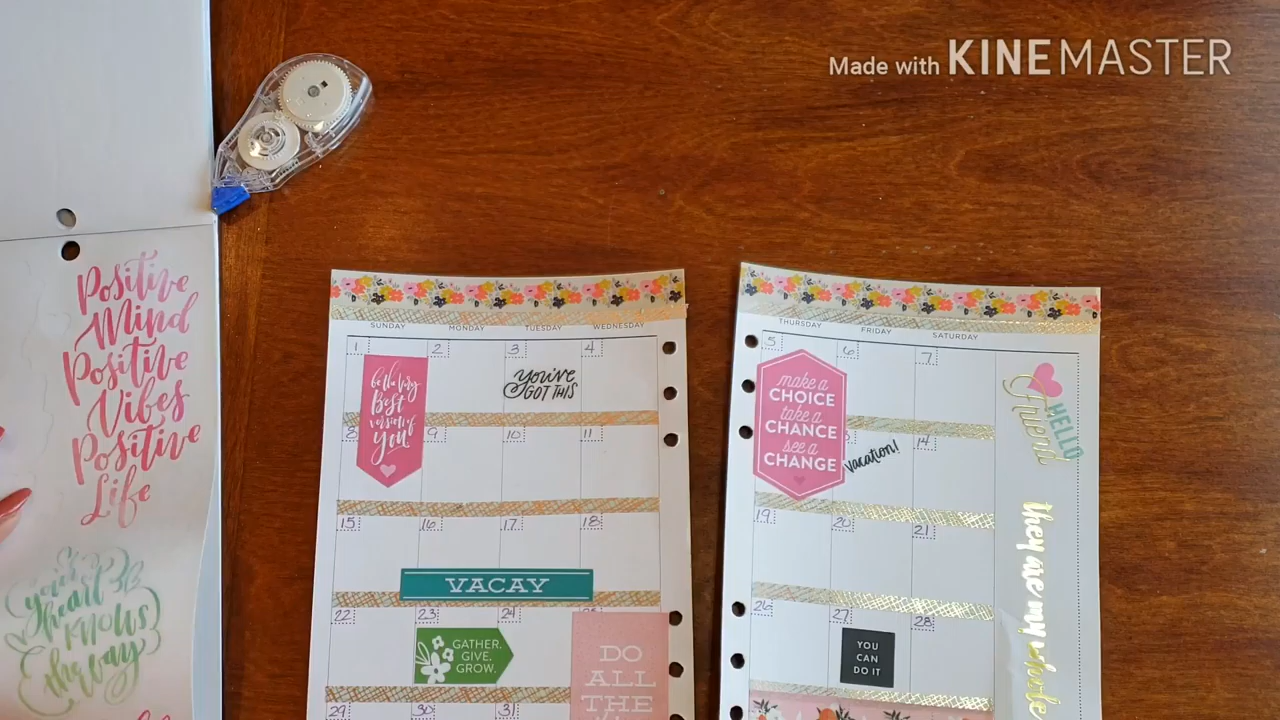 Made with KINEMASTER
Positive
Mind
Positive
Vibes
Positive
Life
your
heart
knows
the way
SUNDAY MONDAY TUESDAY WEDNESDAY
1 2 3 4
be the very
Best
version of
you
you've
GOT THIS
8 9 10 11
15 16 17 18
VACAY
22 23 24 25
GATHER.
GIVE.
GROW.
DO
ALL
THE
29 30 31
THURSDAY FRIDAY SATURDAY
5 6 7
make a
CHOICE
take a
CHANCE
see a
CHANGE
vacation!
14
19 20 21
26 27 28
YOU
CAN
DO IT
HELLO
Friend
they are my